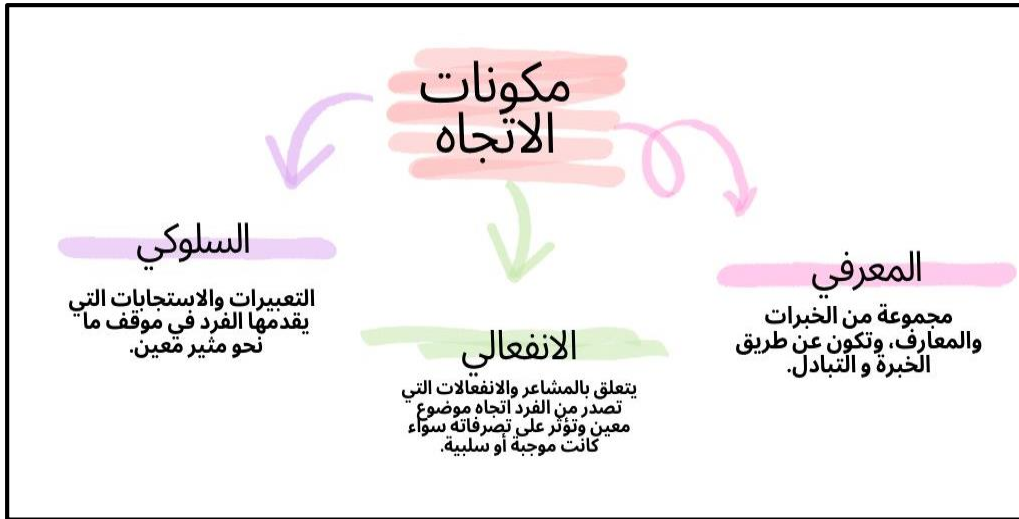 مكونات
الاتجاه
المعرفي
مجموعة من الخبرات
والمعارف، وتكون عن طريق
الخبرة و التبادل.
الانفعالي
يتعلق بالمشاعر والانفعالات التي
تصدر من الفرد اتجاه موضوع
معين وتؤثر على تصرفاته سواء
كانت موجبة أو سلبية.
السلوكي
التعبيرات والاستجابات التي
يقدمها الفرد في موقف ما
نحو مثير معين.